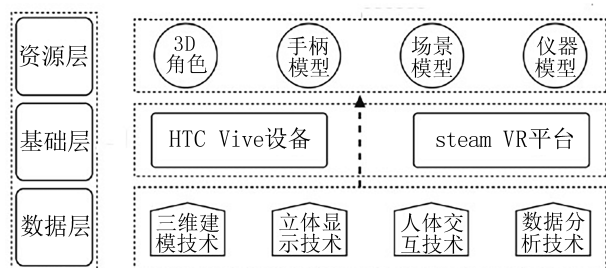 资源层
3D
角色
手柄
模型
场景
模型
仪器
模型
基础层
HTC Vive设备
steam VR平台
数据层
三维建
模技术
立体显
示技术
人体交
互技术
数据分
析技术